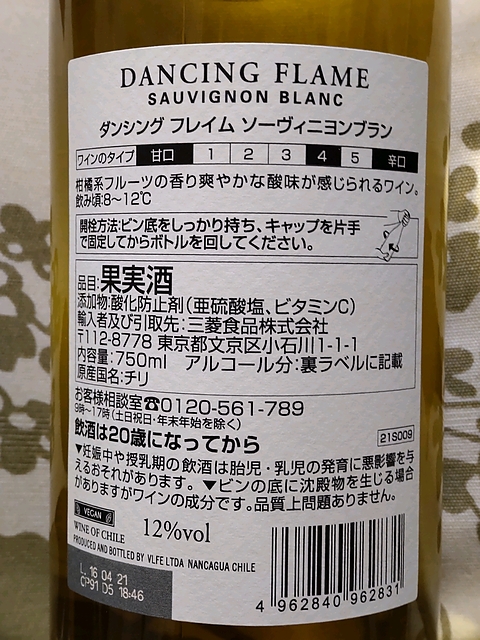 DANCING FLAME
SAUVIGNON BLANC
ダンシング フレイム ソーヴィニヨンブラン
ワインのタイプ 甘口 1 2 3 4 5 辛口
柑橘系フルーツの香り爽やかな酸味が感じられるワイン。
飲み頃:8〜12℃
開栓方法:ビン底をしっかり持ち、キャップを片手
で固定してからボトルを回してください。
品目:果実酒
添加物:酸化防止剤(亜硫酸塩、ビタミンC)
輸入者及び引取先:三菱食品株式会社
〒112-8778 東京都文京区小石川1-1-1
内容量:750ml アルコール分:裏ラベルに記載
原産国名:チリ
お客様相談室☎0120-561-789
9時〜17時(土日祝日・年末年始を除く)
飲酒は20歳になってから
21S009
▼妊娠中や授乳期の飲酒は胎児・乳児の発育に悪影響を与
えるおそれがあります。▼ビンの底に沈殿物を生じる場合
がありますがワインの成分です。品質上問題ありません。
VEGAN
WINE OF CHILE
12%vol
PRODUCED AND BOTTLED BY VLFE LTDA NANCAGUA CHILE
L 16 04 21
CP91 D5 18:46
4 962840 962831